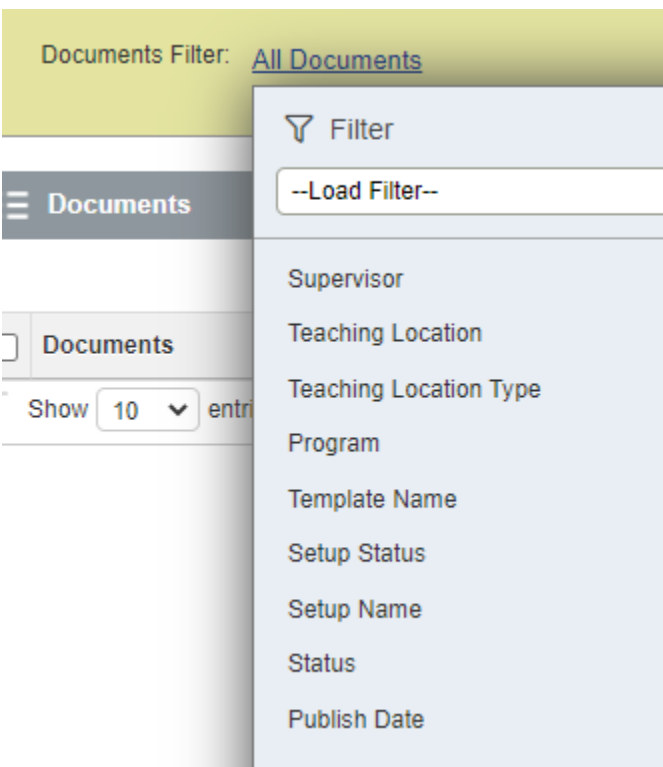 Documents Filter: All Documents
Filter
--Load Filter--
Documents
Supervisor
Teaching Location
Documents
Teaching Location Type
Show 10
Program
Template Name
Setup Status
Setup Name
Status
Publish Date